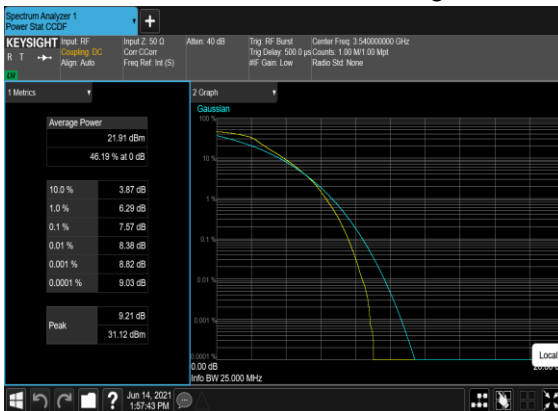 Spectrum Analyzer 1
Power Stat CCDF
KEYSIGHT
R T
LV
Input: RF
Coupling: DC
Align: Auto
Input Z: 50 Ω
Corr CCorr
Freq Ref: Int (S)
Atten: 40 dB
Trig: RF Burst
Trig Delay: 500.0 µs
#IF Gain: Low
Center Freq: 3.540000000 GHz
Counts: 1.00 M/1.00 Mpt
Radio Std: None
1 Metrics
Average Power
21.91 dBm
46.19 % at 0 dB
10.0 % 3.87 dB
1.0 % 6.29 dB
0.1 % 7.57 dB
0.01 % 8.38 dB
0.001 % 8.82 dB
0.0001 % 9.03 dB
Peak
9.21 dB
31.12 dBm
2 Graph
Gaussian
100 %
10 %
1 %
0.1 %
0.01 %
0.001 %
0.0001 %
0.00 dB
Info BW 25.000 MHz
Local
?
Jun 14, 2021
1:57:43 PM